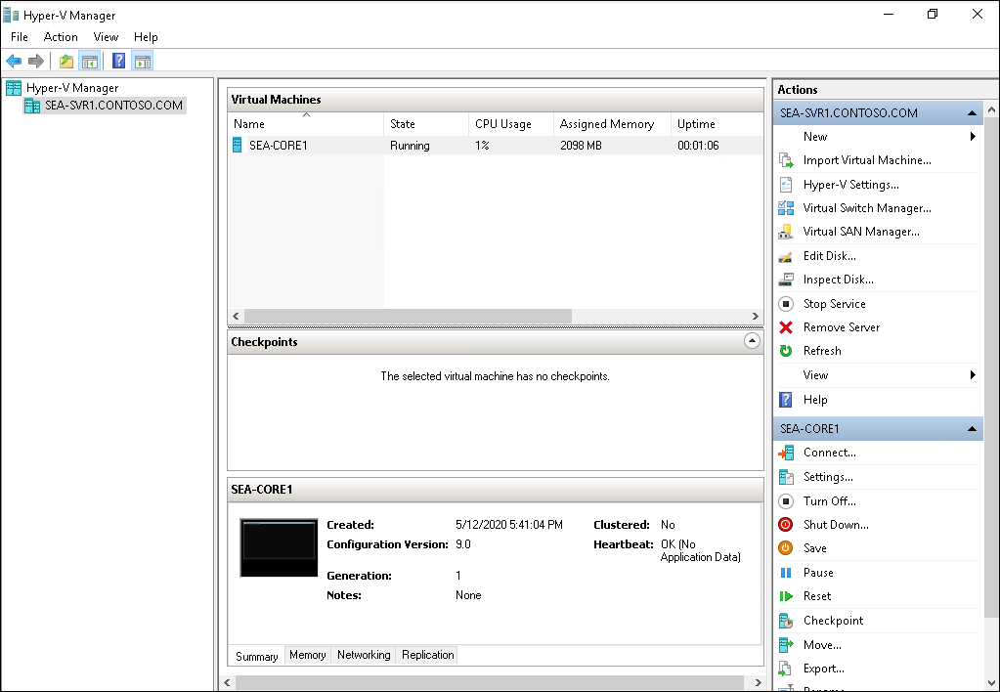 Hyper-V Manager
File Action View Help
Hyper-V Manager
SEA-SVR1.CONTOSO.COM
Virtual Machines
Name State CPU Usage Assigned Memory Uptime
SEA-CORE1 Running 1% 2098 MB 00:01:06
Checkpoints
The selected virtual machine has no checkpoints.
SEA-CORE1
Created: 5/12/2020 5:41:04 PM Clustered: No
Configuration Version: 9.0 Heartbeat: OK (No
Application Data)
Generation: 1
Notes: None
Summary Memory Networking Replication
Actions
SEA-SVR1.CONTOSO.COM
New
Import Virtual Machine...
Hyper-V Settings...
Virtual Switch Manager...
Virtual SAN Manager...
Edit Disk...
Inspect Disk...
Stop Service
Remove Server
Refresh
View
Help
SEA-CORE1
Connect...
Settings...
Turn Off...
Shut Down...
Save
Pause
Reset
Checkpoint
Move...
Export...